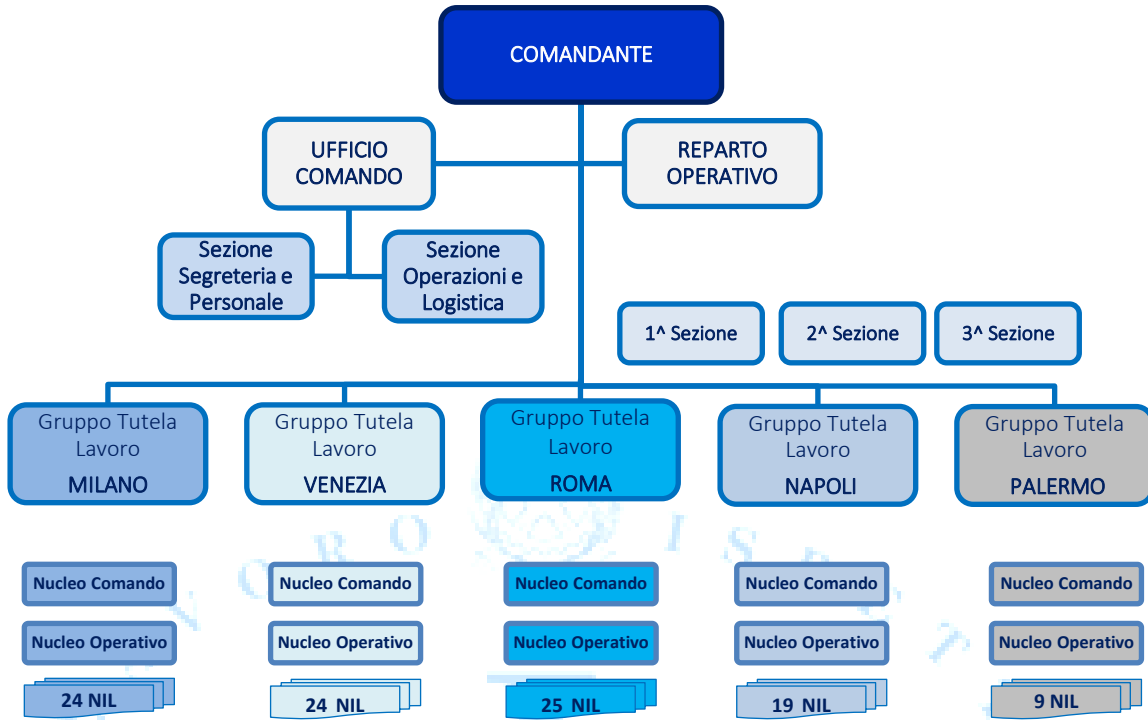 COMANDANTE
UFFICIO
COMANDO
REPARTO
OPERATIVO
Sezione
Segreteria e
Personale
Sezione
Operazioni e
Logistica
1^ Sezione
2^ Sezione
3^ Sezione
Gruppo Tutela
Lavoro
MILANO
Gruppo Tutela
Lavoro
VENEZIA
Gruppo Tutela
Lavoro
ROMA
Gruppo Tutela
Lavoro
NAPOLI
Gruppo Tutela
Lavoro
PALERMO
Nucleo Comando
Nucleo Comando
Nucleo Comando
Nucleo Comando
Nucleo Comando
Nucleo Operativo
Nucleo Operativo
Nucleo Operativo
Nucleo Operativo
Nucleo Operativo
24 NIL
24 NIL
25 NIL
19 NIL
9 NIL